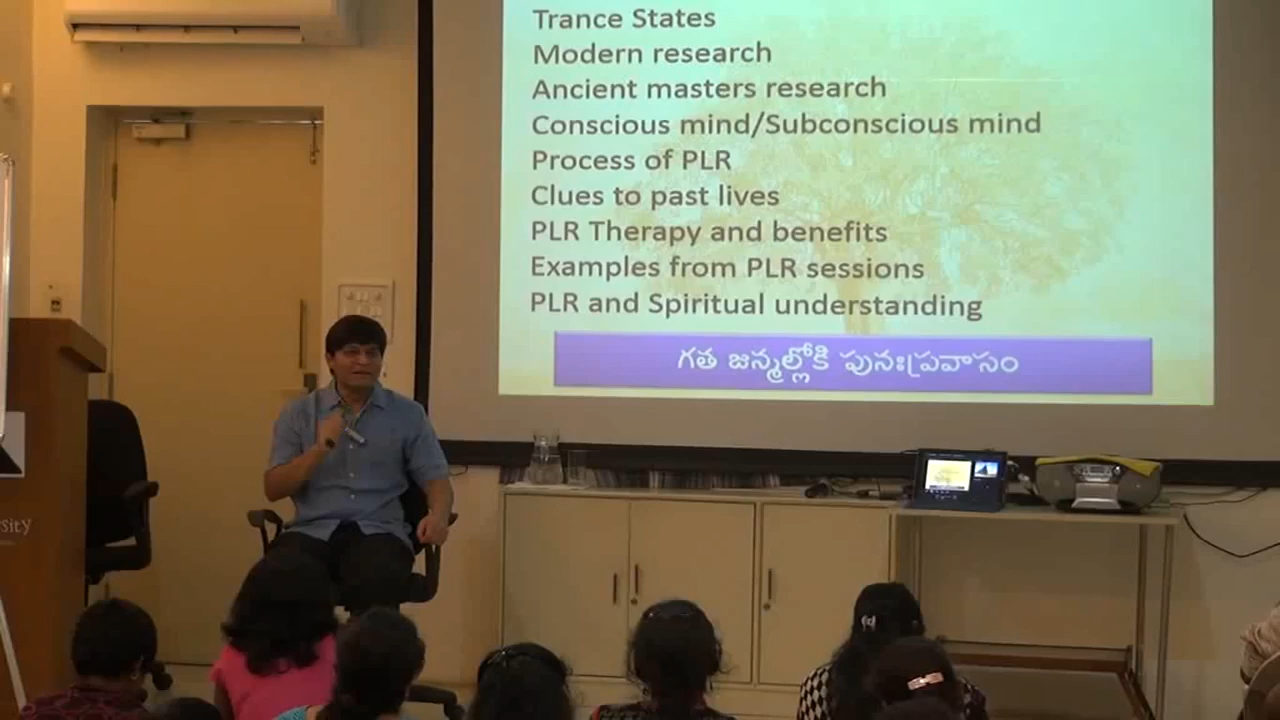 Trance States
Modern research
Ancient masters research
Conscious mind/Subconscious mind
Process of PLR
Clues to past lives
PLR Therapy and benefits
Examples from PLR sessions
PLR and Spiritual understanding
గత జన్మల్లోకి పునఃప్రవాసం